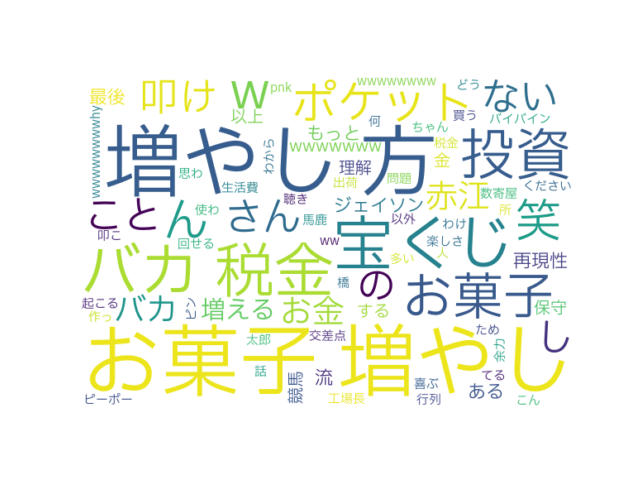 最後
叩け
w
pnk
ポケット
wwwwwwww
どう
ない
バイバイン
以上
もっと
何
ちゃん
買う
税金
金
wwwwwwwwwhy
思わ
増やし方
わから
wwwwwww
理解
問題
投資
生活費
出荷
赤江
数寄屋
ください
こと
ん
さん
聴き
馬鹿
ジェイソン
以外
わけ
所
笑
叩こ
使わ
回せる
ww
宝くじ
楽しさ
再現性
バカ
税金
多い
人
の
お菓子
橋
起こる
作っ
バカ
ピン
増える
お金
する
保守
し
太郎
交差点
ため
余力
お菓子
増やし
話
競馬
流
喜ぶ
ある
てる
ピーポー
工場長
行列
こん